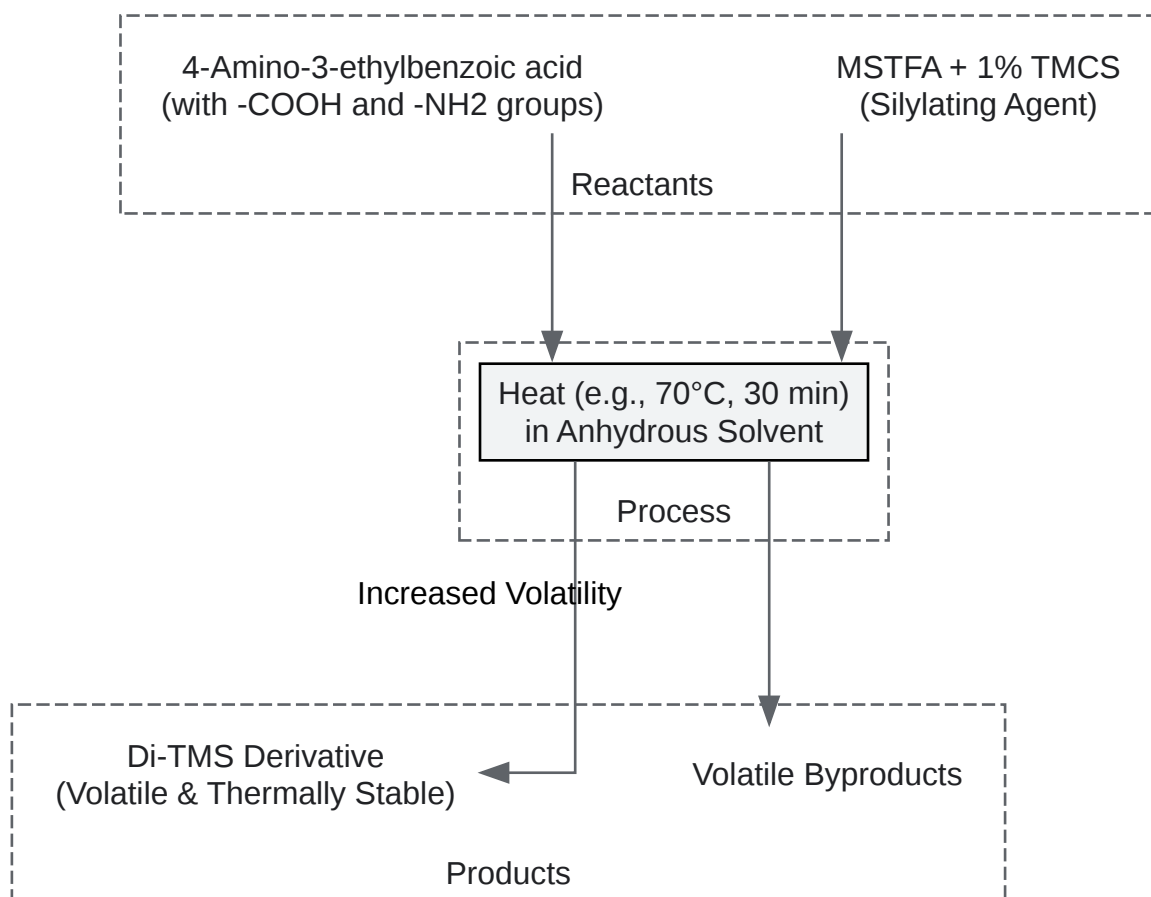 4-Amino-3-ethylbenzoic acid
(with -COOH and -NH2 groups)
MSTFA + 1% TMCS
(Silylating Agent)
Reactants
Heat (e.g., 70°C, 30 min)
in Anhydrous Solvent
Process
Increased Volatility
Di-TMS Derivative
(Volatile & Thermally Stable)
Volatile Byproducts
Products